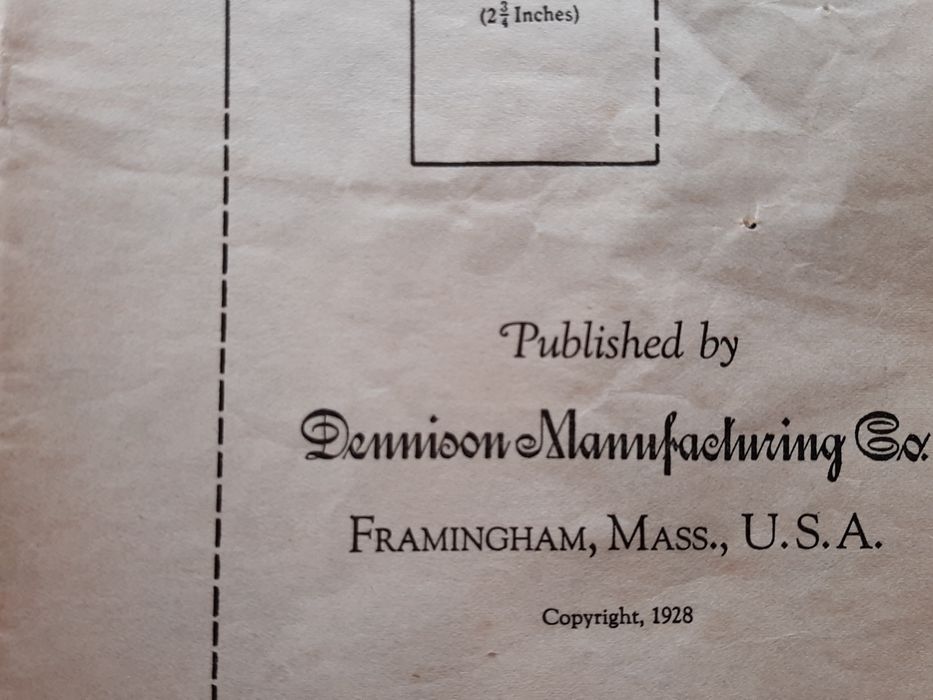 (2¾ Inches)
Published by
Dennison Manufacturing Co.
FRAMINGHAM, MASS., U.S.A.
Copyright, 1928